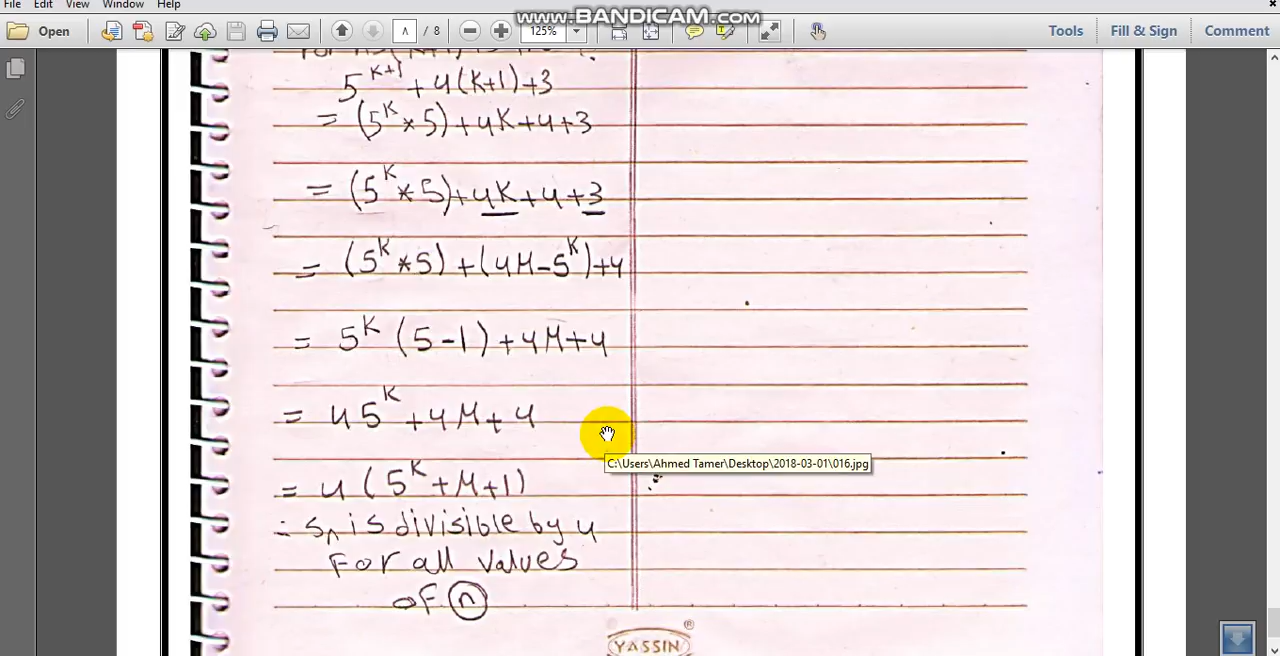 File Edit View Window Help
www.BANDICAM.com
Open
/ 8
125%
Tools
Fill & Sign
Comment
5^(K+1) + 4(K+1)+3
= (5^K * 5) + 4K+4+3
= (5^K * 5) + 4K+4+3
= (5^K * 5) + (4M-5^K)+4
= 5^K (5-1) + 4M+4
= 4 5^K + 4M + 4
C:\Users\Ahmed Tamer\Desktop\2018-03-01\016.jpg
= 4 (5^K + M + 1)
∴ Sn is divisible by 4
For all values
of n
YASSIN ®